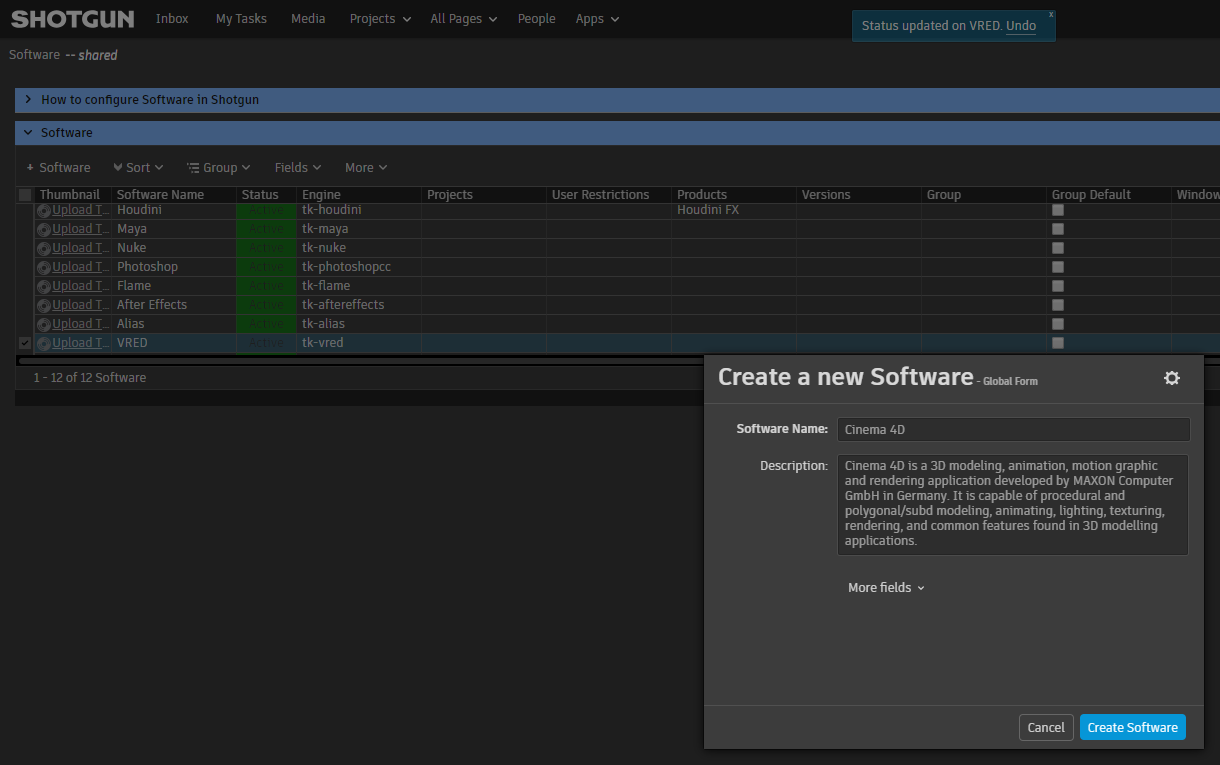 SHOTGUN Inbox My Tasks Media Projects All Pages People Apps
Status updated on VRED. Undo x
Software -- shared
How to configure Software in Shotgun
Software
+ Software Sort Group Fields More
Thumbnail Software Name Status Engine Projects User Restrictions Products Versions Group Group Default Window
Upload T... Houdini Active tk-houdini Houdini FX
Upload T... Maya Active tk-maya
Upload T... Nuke Active tk-nuke
Upload T... Photoshop Active tk-photoshopcc
Upload T... Flame Active tk-flame
Upload T... After Effects Active tk-aftereffects
Upload T... Alias Active tk-alias
Upload T... VRED Active tk-vred
1 - 12 of 12 Software
Create a new Software - Global Form
Software Name: Cinema 4D
Description: Cinema 4D is a 3D modeling, animation, motion graphic
and rendering application developed by MAXON Computer
GmbH in Germany. It is capable of procedural and
polygonal/subd modeling, animating, lighting, texturing,
rendering, and common features found in 3D modelling
applications.
More fields
Cancel Create Software